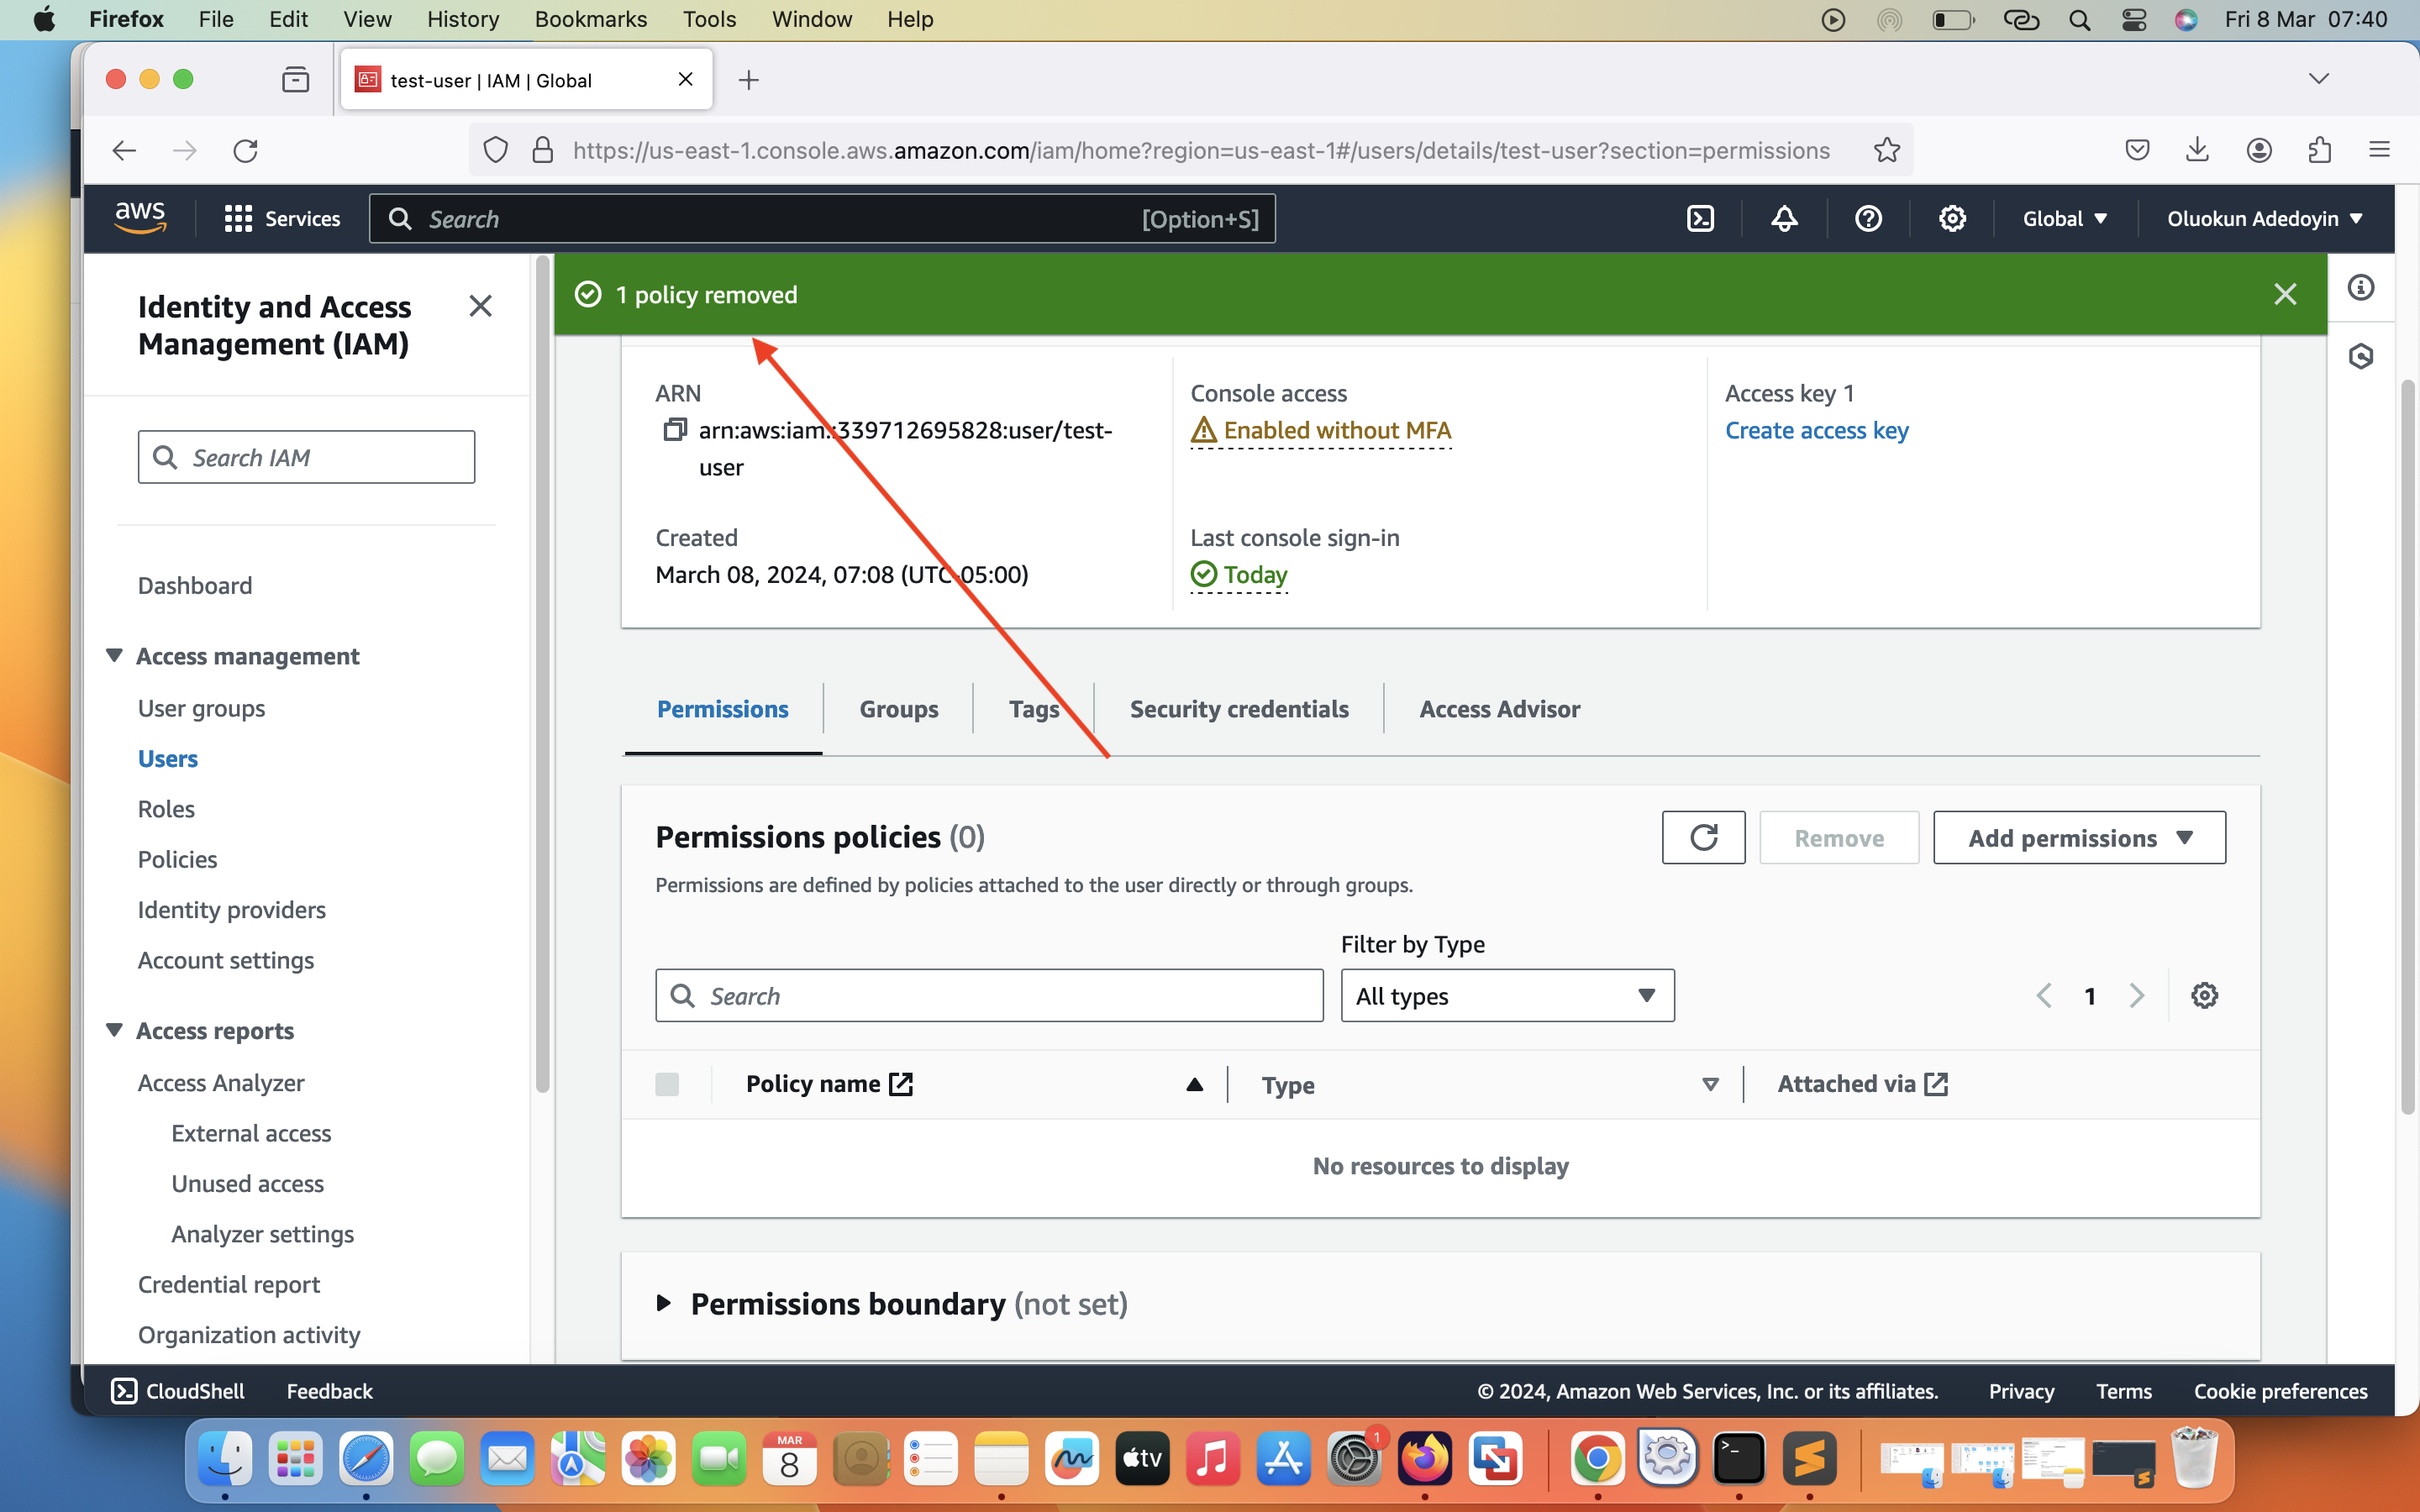 Firefox File Edit View History Bookmarks Tools Window Help Fri 8 Mar 07:40
test-user | IAM | Global
https://us-east-1.console.aws.amazon.com/iam/home?region=us-east-1#/users/details/test-user?section=permissions
aws Services Search [Option+S] Global Oluokun Adedoyin
Identity and Access
Management (IAM)
Search IAM
Dashboard
Access management
User groups
Users
Roles
Policies
Identity providers
Account settings
Access reports
Access Analyzer
External access
Unused access
Analyzer settings
Credential report
Organization activity
1 policy removed
ARN
arn:aws:iam::339712695828:user/test-
user
Console access
Enabled without MFA
Access key 1
Create access key
Created
March 08, 2024, 07:08 (UTC-05:00)
Last console sign-in
Today
Permissions Groups Tags Security credentials Access Advisor
Permissions policies (0)
Remove Add permissions
Permissions are defined by policies attached to the user directly or through groups.
Filter by Type
Search All types 1
Policy name Type Attached via
No resources to display
Permissions boundary (not set)
CloudShell Feedback © 2024, Amazon Web Services, Inc. or its affiliates. Privacy Terms Cookie preferences
MAR
8
tv
1